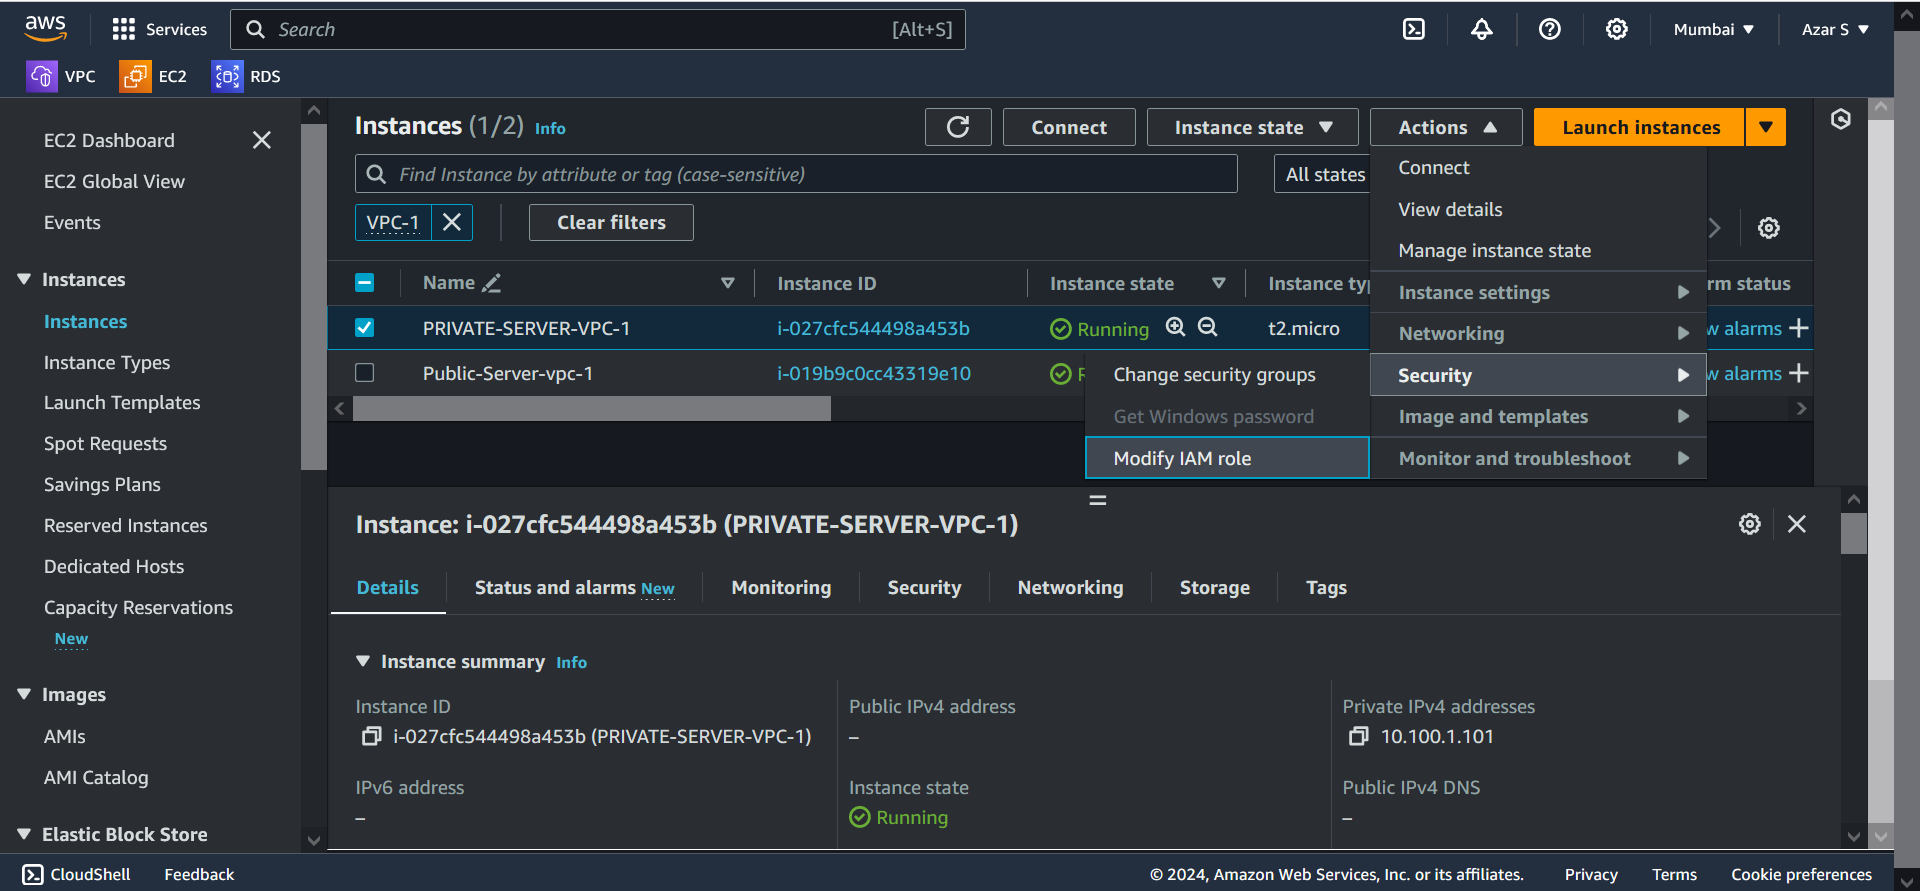 aws
Services
Search
[Alt+S]
Mumbai
Azar S
VPC
EC2
RDS
EC2 Dashboard
EC2 Global View
Events
Instances
Instances
Instance Types
Launch Templates
Spot Requests
Savings Plans
Reserved Instances
Dedicated Hosts
Capacity Reservations
New
Images
AMIs
AMI Catalog
Elastic Block Store
Instances (1/2) Info
Connect
Instance state
Actions
Launch instances
Find Instance by attribute or tag (case-sensitive)
All states
VPC-1
Clear filters
Connect
View details
Manage instance state
Instance settings
Networking
Security
Image and templates
Monitor and troubleshoot
Change security groups
Get Windows password
Modify IAM role
Name
Instance ID
Instance state
Instance typ
rm status
PRIVATE-SERVER-VPC-1
i-027cfc544498a453b
Running
t2.micro
w alarms
Public-Server-vpc-1
i-019b9c0cc43319e10
w alarms
Instance: i-027cfc544498a453b (PRIVATE-SERVER-VPC-1)
Details
Status and alarms New
Monitoring
Security
Networking
Storage
Tags
Instance summary Info
Instance ID
i-027cfc544498a453b (PRIVATE-SERVER-VPC-1)
Public IPv4 address
–
Private IPv4 addresses
10.100.1.101
IPv6 address
–
Instance state
Running
Public IPv4 DNS
–
CloudShell
Feedback
© 2024, Amazon Web Services, Inc. or its affiliates.
Privacy
Terms
Cookie preferences